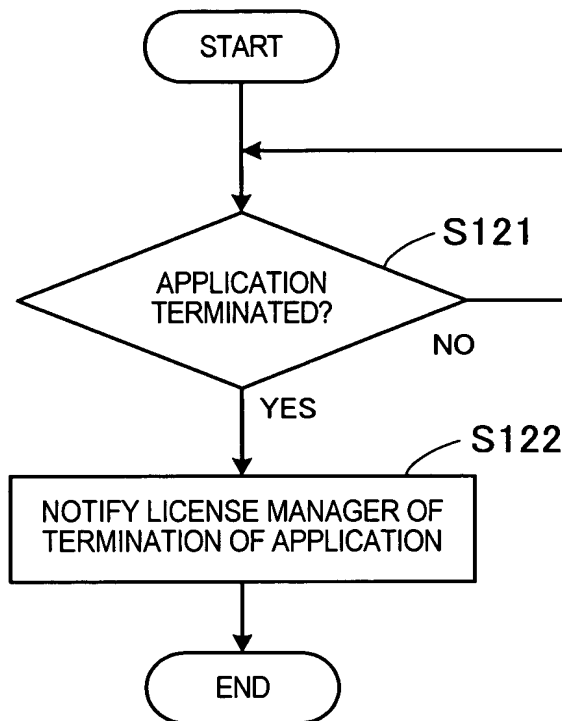 START
S121
APPLICATION
TERMINATED?
NO
YES
S122
NOTIFY LICENSE MANAGER OF
TERMINATION OF APPLICATION
END